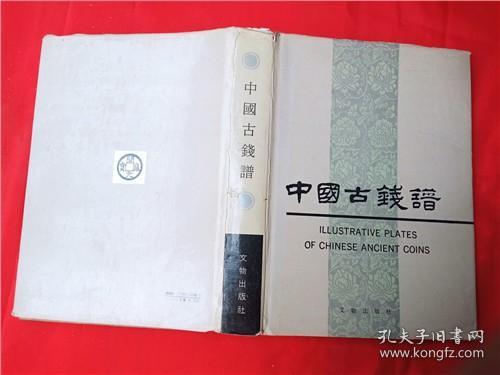 中國古錢譜
文物出版社
中國古錢譜
ILLUSTRATIVE PLATES
OF CHINESE ANCIENT COINS
文物出版社
孔夫子旧书网
www.kongfz.com